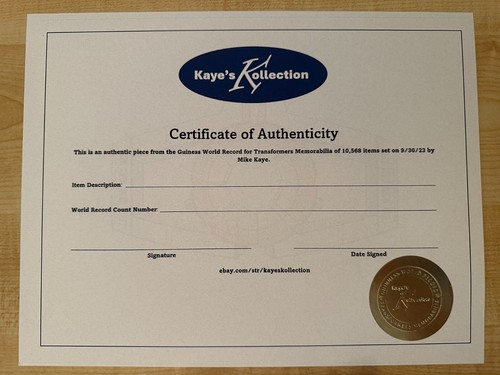 Kaye's Kollection
Certificate of Authenticity
This is an authentic piece from the Guiness World Record for Transformers Memorabilia of 10,568 items set on 9/30/23 by
Mike Kaye.
Item Description:
World Record Count Number:
Signature
Date Signed
ebay.com/str/kayeskollection
Kaye's
Kollection